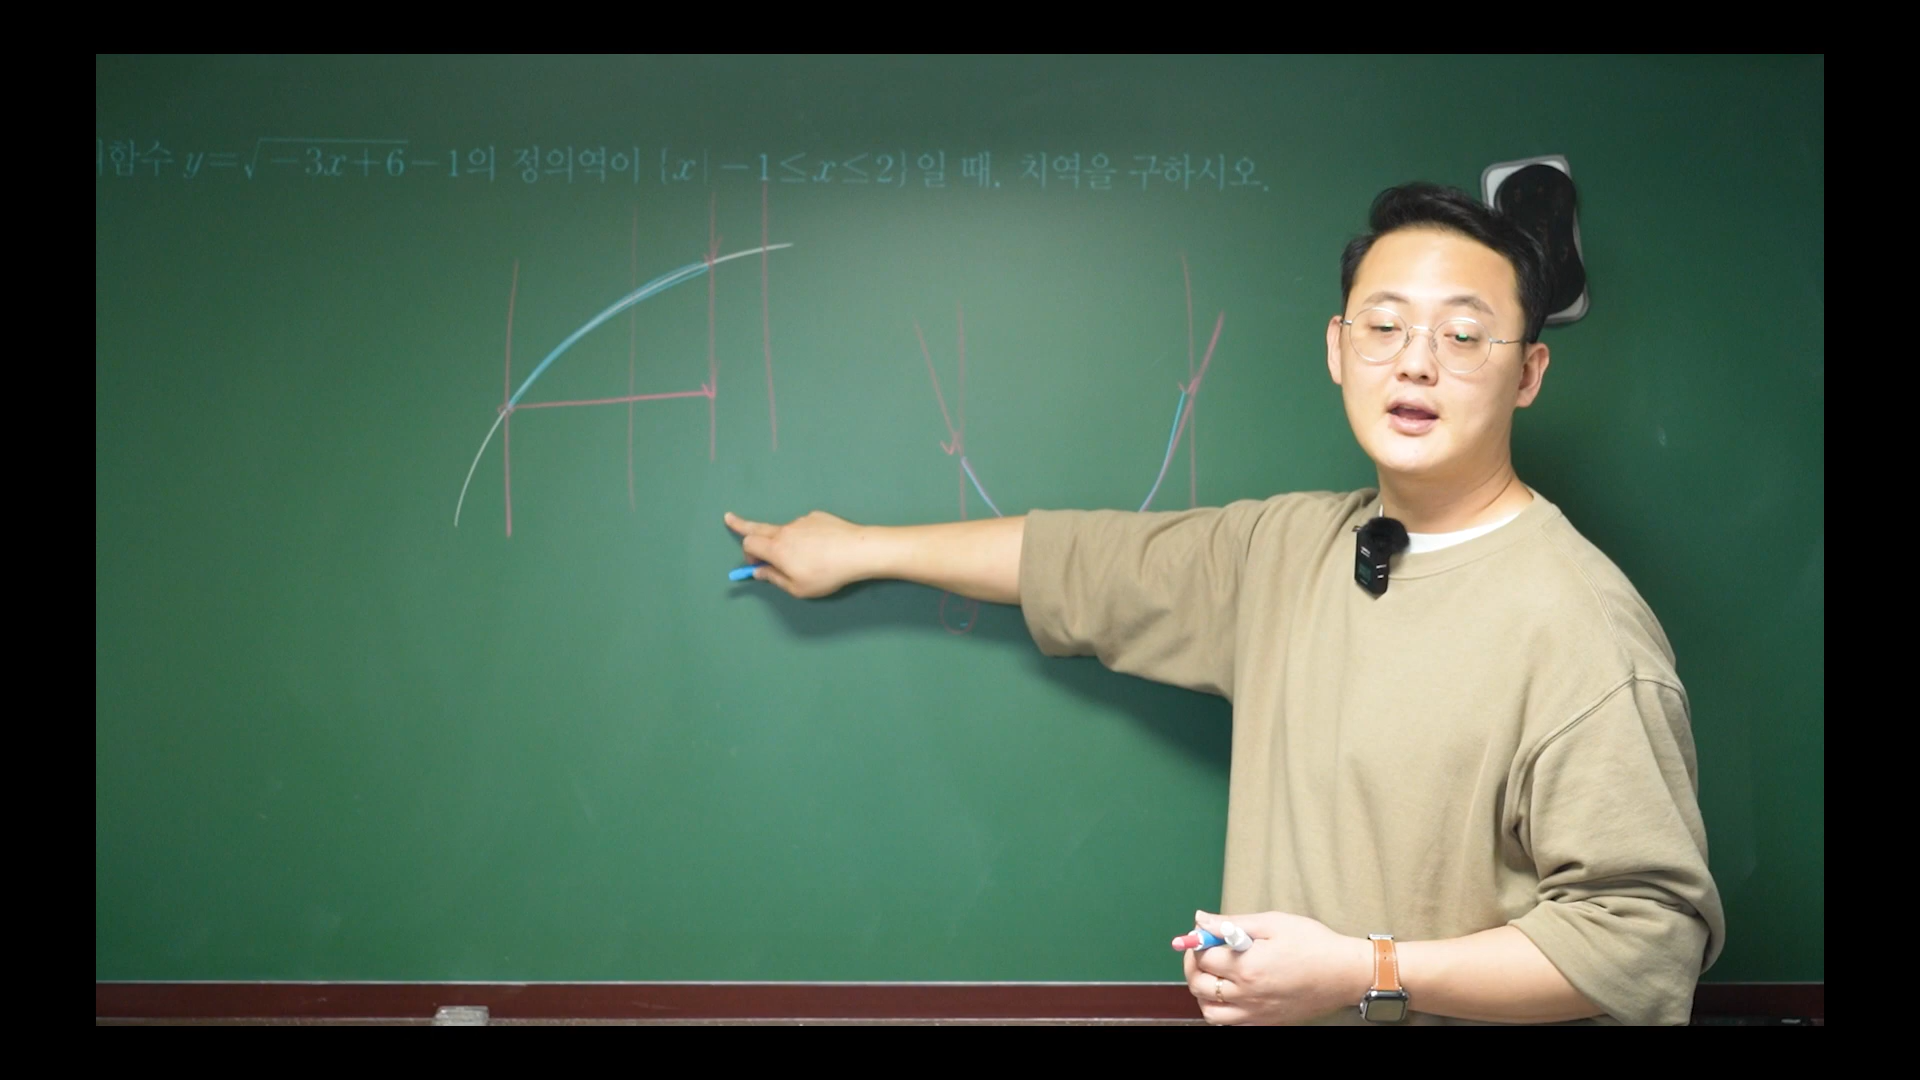 함수 y=√−3x+6−1의 정의역이 {x|−1≤x≤2}일 때, 치역을 구하시오.